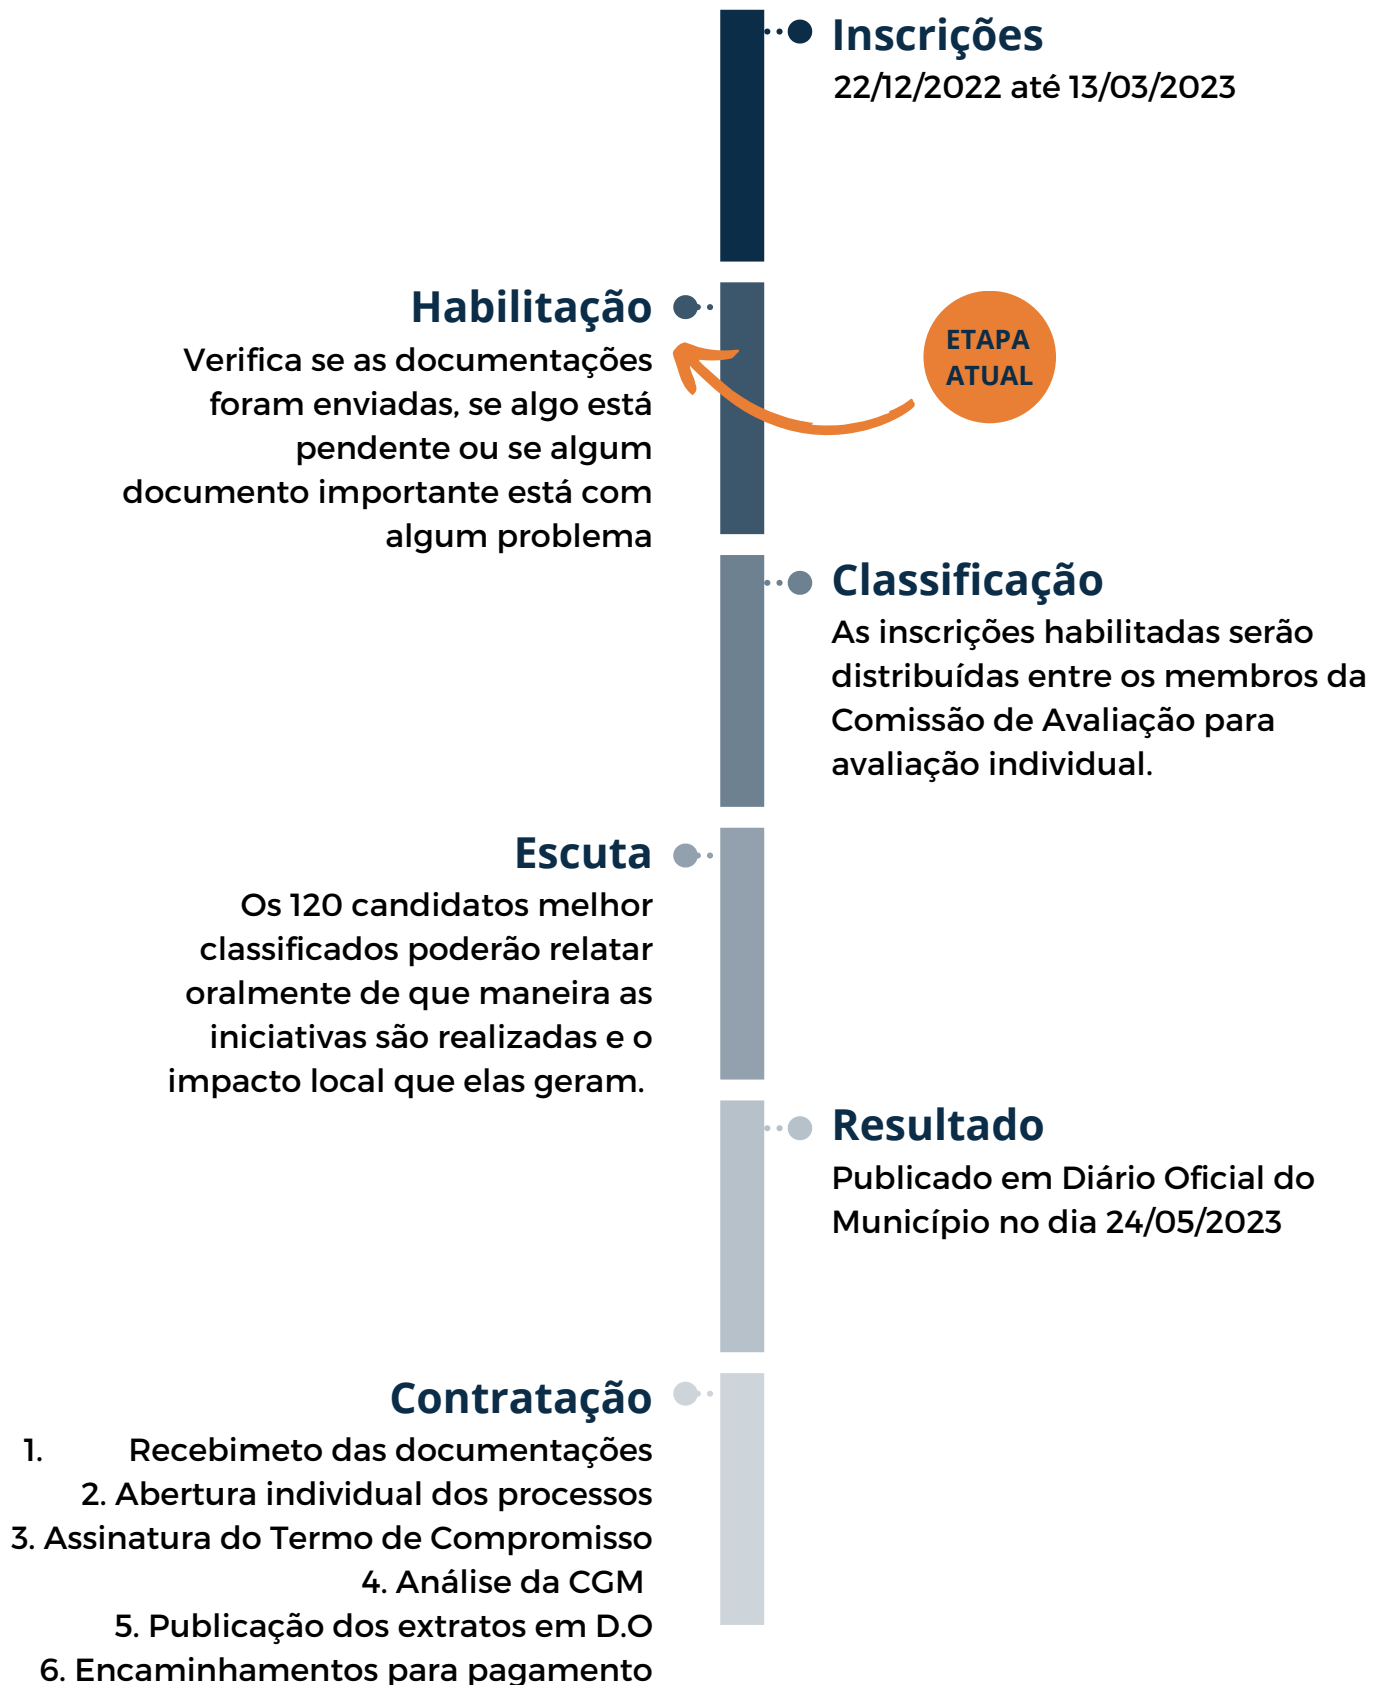 Inscrições
22/12/2022 até 13/03/2023
Habilitação
Verifica se as documentações
foram enviadas, se algo está
pendente ou se algum
documento importante está com
algum problema
ETAPA
ATUAL
Classificação
As inscrições habilitadas serão
distribuídas entre os membros da
Comissão de Avaliação para
avaliação individual.
Escuta
Os 120 candidatos melhor
classificados poderão relatar
oralmente de que maneira as
iniciativas são realizadas e o
impacto local que elas geram.
Resultado
Publicado em Diário Oficial do
Município no dia 24/05/2023
Contratação
1. Recebimeto das documentações
2. Abertura individual dos processos
3. Assinatura do Termo de Compromisso
4. Análise da CGM
5. Publicação dos extratos em D.O
6. Encaminhamentos para pagamento